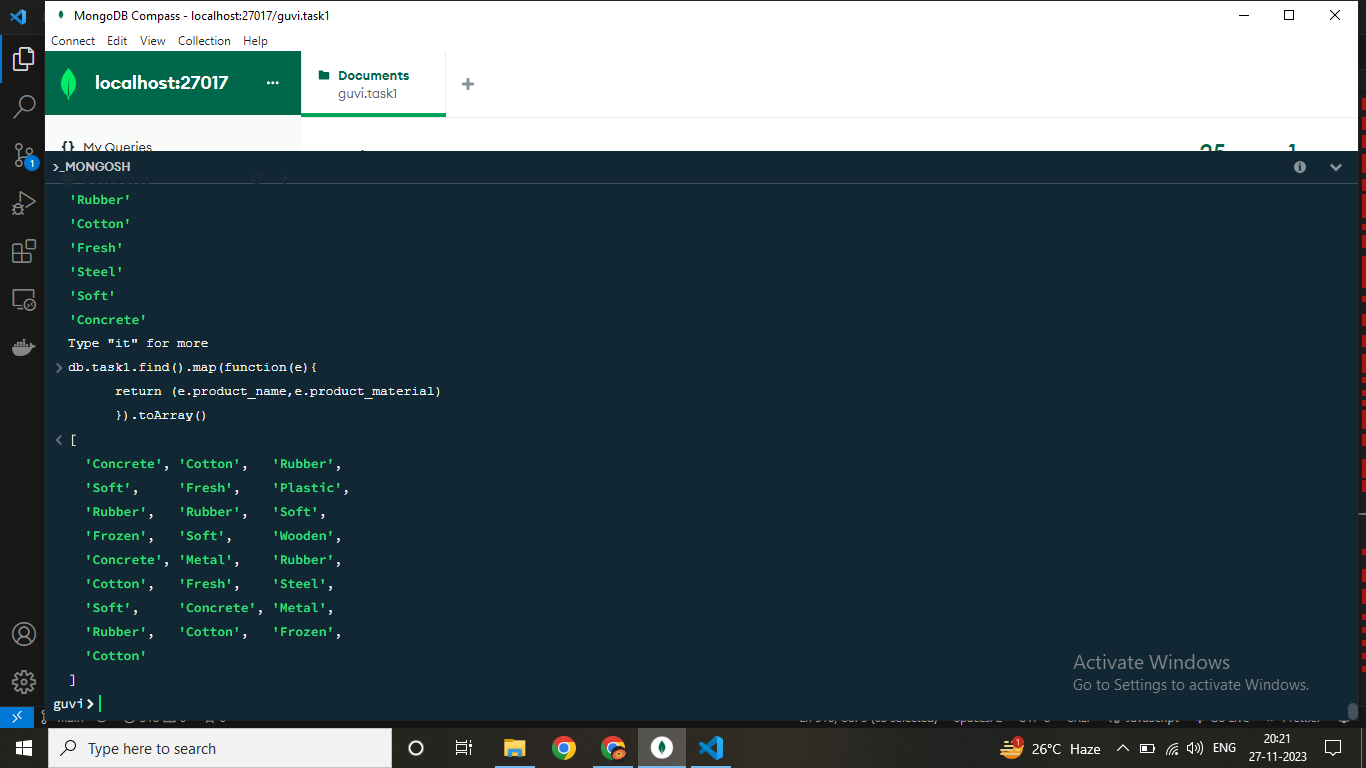 MongoDB Compass - localhost:27017/guvi.task1
Connect Edit View Collection Help
localhost:27017 ...
Documents
guvi.task1
{} My Queries
25 1
>_MONGOSH
1
'Rubber'
'Cotton'
'Fresh'
'Steel'
'Soft'
'Concrete'
Type "it" for more
> db.task1.find().map(function(e){
return (e.product_name,e.product_material)
}).toArray()
< [
'Concrete', 'Cotton', 'Rubber',
'Soft', 'Fresh', 'Plastic',
'Rubber', 'Rubber', 'Soft',
'Frozen', 'Soft', 'Wooden',
'Concrete', 'Metal', 'Rubber',
'Cotton', 'Fresh', 'Steel',
'Soft', 'Concrete', 'Metal',
'Rubber', 'Cotton', 'Frozen',
'Cotton'
]
guvi>
Activate Windows
Go to Settings to activate Windows.
Type here to search
1
26°C Haze
ENG
20:21
27-11-2023